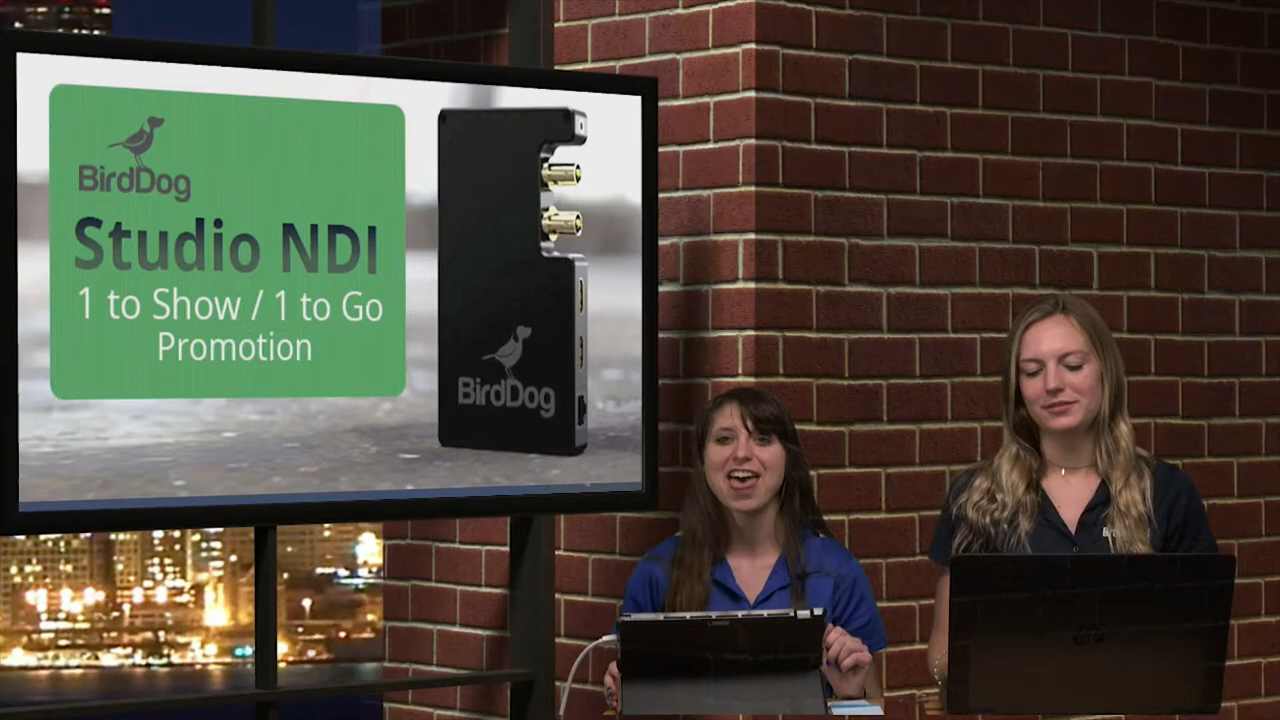 BirdDog
Studio NDI
1 to Show / 1 to Go
Promotion
BirdDog